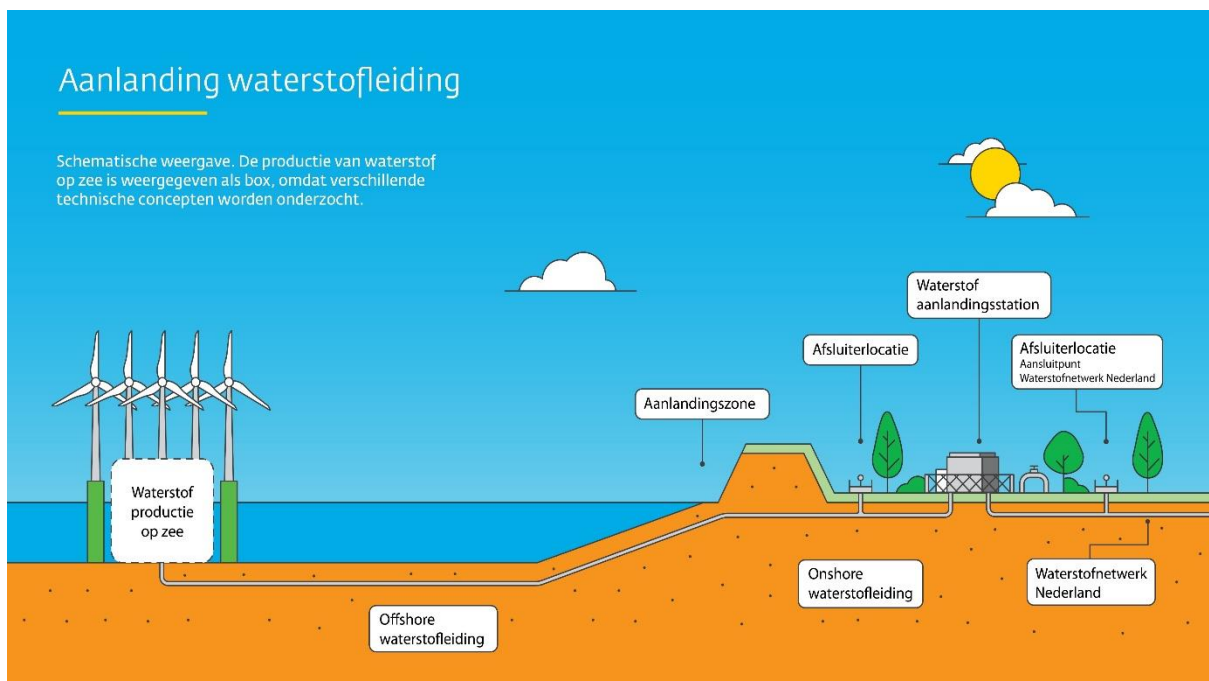 Aanlanding waterstofleiding
Schematische weergave. De productie van waterstof
op zee is weergegeven als box, omdat verschillende
technische concepten worden onderzocht.
Waterstof
aanlandingsstation
Afsluiterlocatie
Afsluiterlocatie
Aansluitpunt
Waterstofnetwerk Nederland
Aanlandingszone
Waterstof
productie
op zee
Onshore
waterstofleiding
Waterstofnetwerk
Nederland
Offshore
waterstofleiding